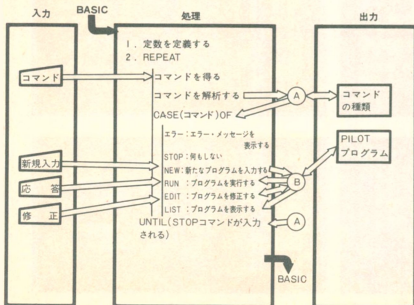 入力
BASIC
処理
出力
1．定数を定義する
2．REPEAT
コマンド
コマンドを得る
コマンドを解析する
A
コマンド
の種類
CASE(コマンド)OF
エラー：エラー・メッセージを
表示する
STOP：何もしない
PILOT
プログラム
新規入力
NEW：新たなプログラムを入力する
応答
RUN：プログラムを実行する
B
修正
EDIT：プログラムを修正する
LIST：プログラムを表示する
UNTIL(STOPコマンドが入力
される)
A
BASIC